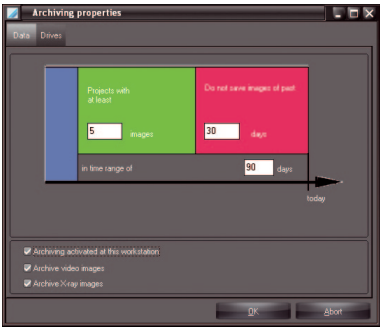 Archiving properties
Data Drives
Projects with
at least
5 images
Do not save images of past
30 days
in time range of 90 days
today
Archiving activated at this workstation
Archive video images
Archive X-ray images
OK Abort